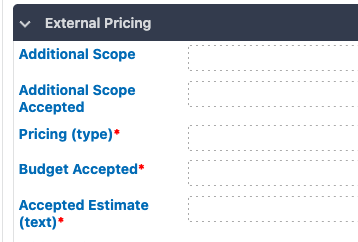 External Pricing
Additional Scope
Additional Scope
Accepted
Pricing (type)*
Budget Accepted*
Accepted Estimate
(text)*